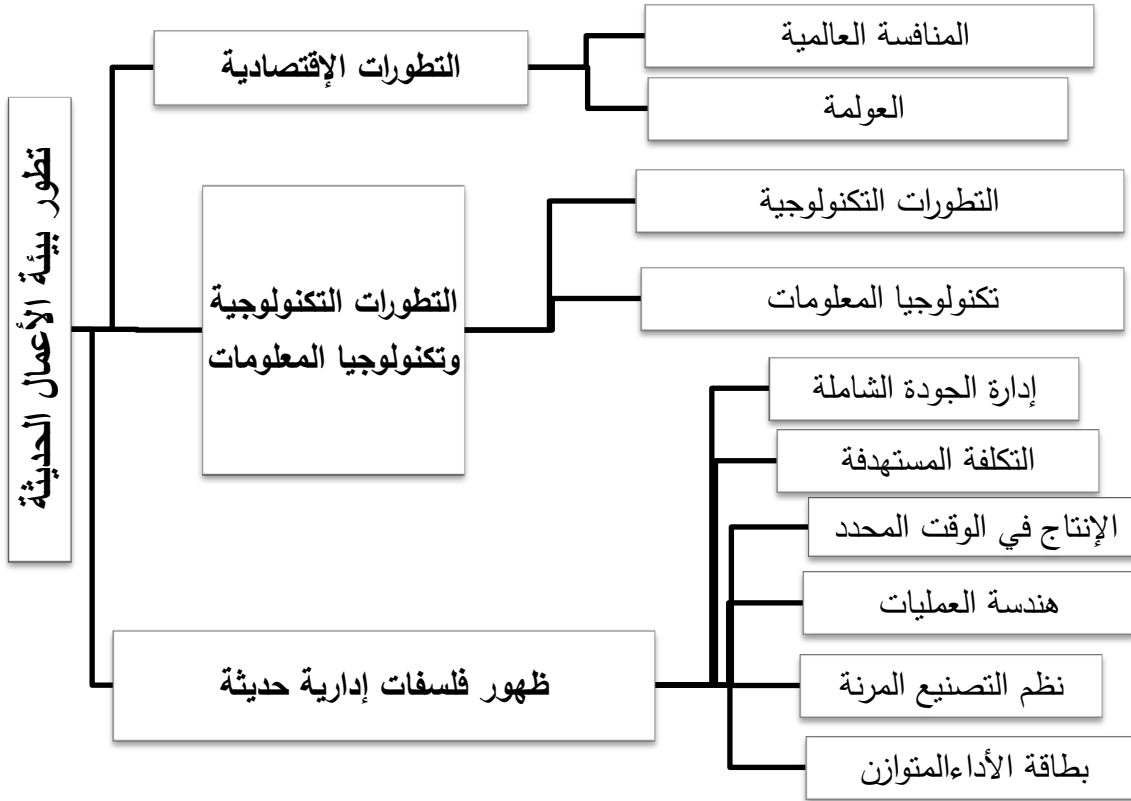 تطور بيئة الأعمال الحديثة
التطورات الإقتصادية
المنافسة العالمية
العولمة
التطورات التكنولوجية
وتكنولوجيا المعلومات
التطورات التكنولوجية
تكنولوجيا المعلومات
ظهور فلسفات إدارية حديثة
إدارة الجودة الشاملة
التكلفة المستهدفة
الإنتاج في الوقت المحدد
هندسة العمليات
نظم التصنيع المرنة
بطاقة الأداءالمتوازن